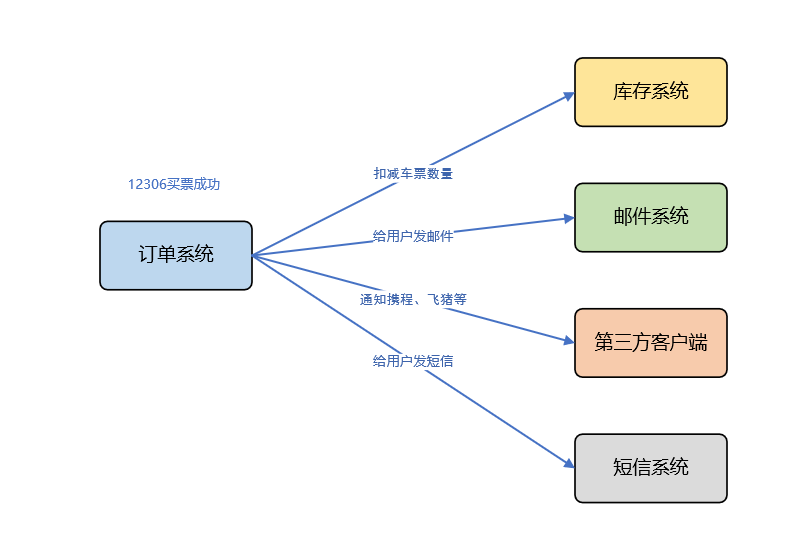 库存系统
扣减车票数量
12306买票成功
邮件系统
给用户发邮件
订单系统
通知携程、飞猪等
第三方客户端
给用户发短信
短信系统